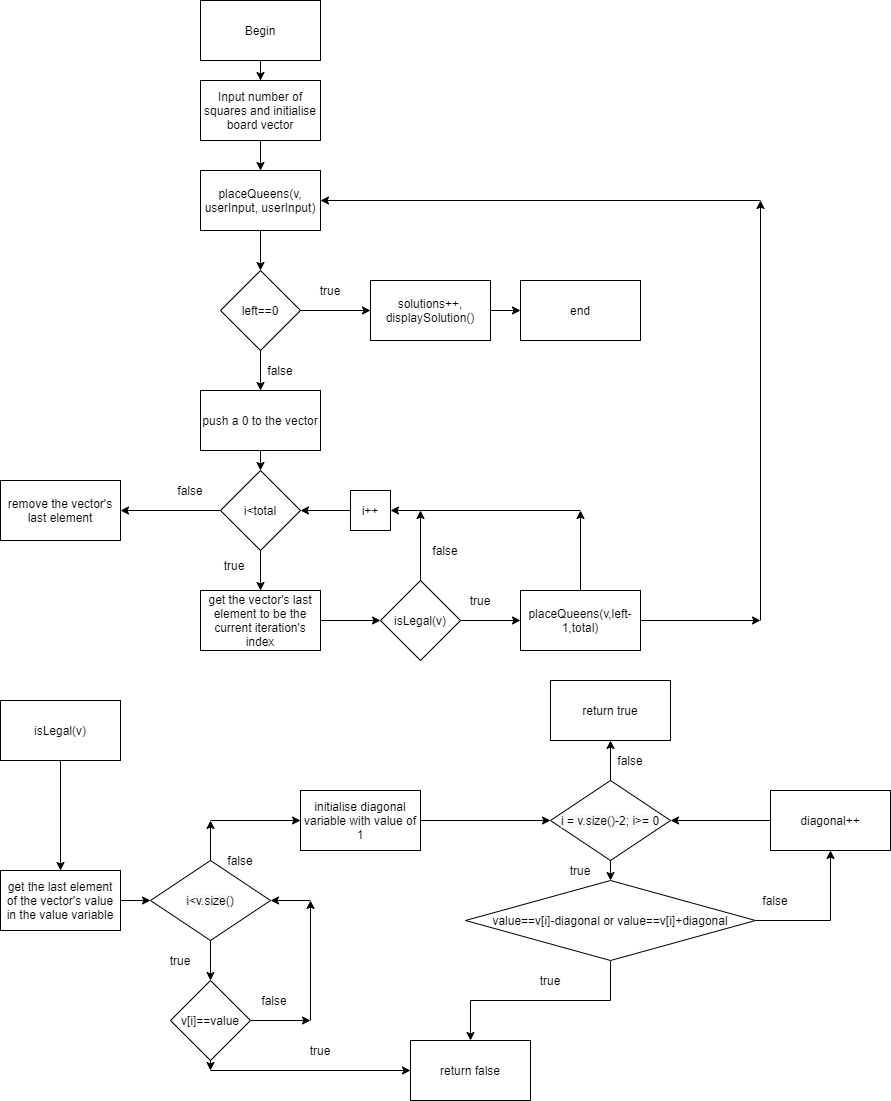 Begin
Input number of
squares and initialise
board vector
placeQueens(v,
userInput, userInput)
left==0
true
solutions++,
displaySolution()
end
false
push a 0 to the vector
i<total
false
remove the vector's
last element
i++
true
false
get the vector's last
element to be the
current iteration's
index
isLegal(v)
true
placeQueens(v,left-
1,total)
isLegal(v)
return true
false
initialise diagonal
variable with value of
1
i = v.size()-2; i>= 0
diagonal++
false
true
get the last element
of the vector's value
in the value variable
i<v.size()
value==v[i]-diagonal or value==v[i]+diagonal
false
true
true
false
v[i]==value
true
return false